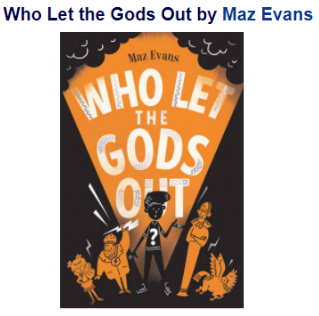 Who Let the Gods Out by Maz Evans
Maz Evans
WHO LET
THE
GODS
OUT
?